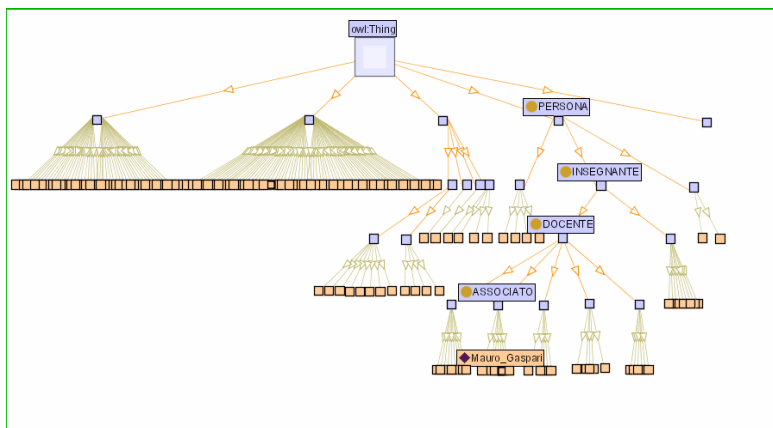 owl:Thing
PERSONA
INSEGNANTE
DOCENTE
ASSOCIATO
Mauro_Gaspari